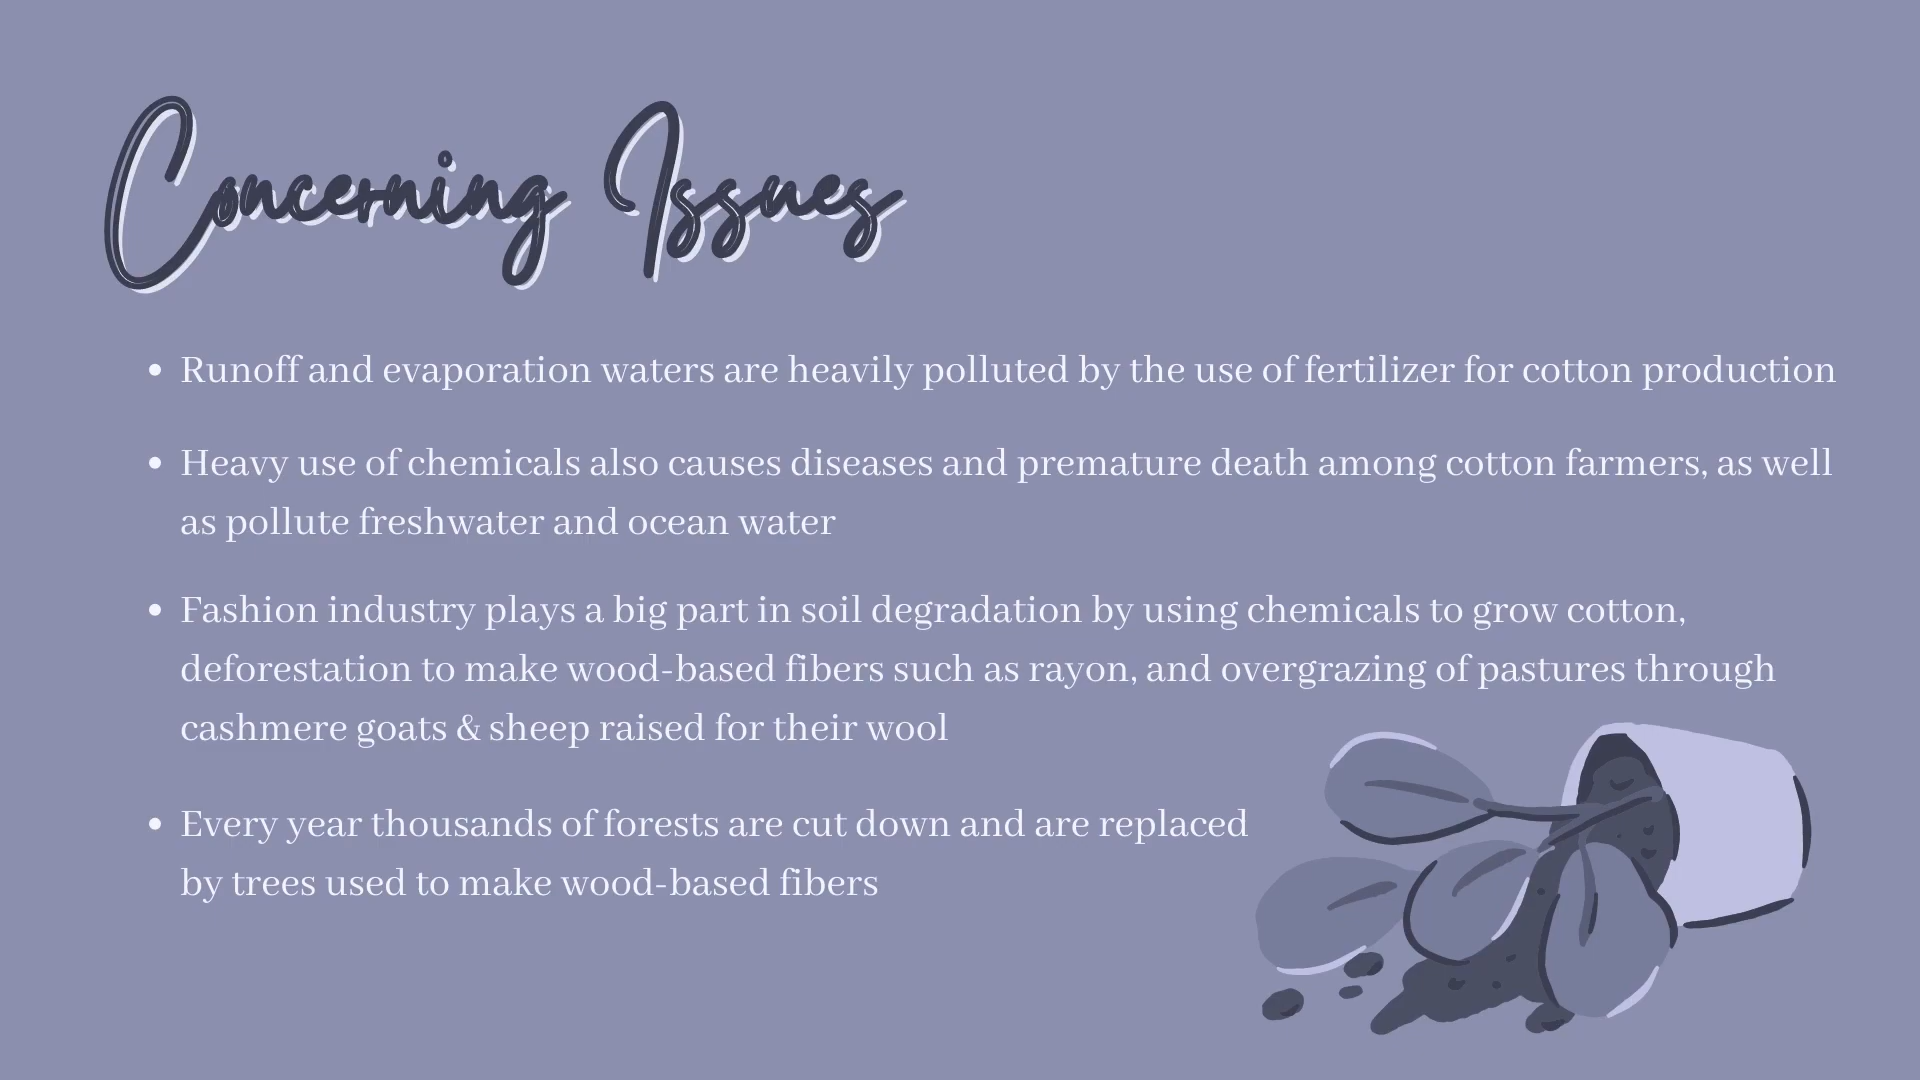 Concerning Issues
• Runoff and evaporation waters are heavily polluted by the use of fertilizer for cotton production
• Heavy use of chemicals also causes diseases and premature death among cotton farmers, as well
as pollute freshwater and ocean water
• Fashion industry plays a big part in soil degradation by using chemicals to grow cotton,
deforestation to make wood-based fibers such as rayon, and overgrazing of pastures through
cashmere goats & sheep raised for their wool
• Every year thousands of forests are cut down and are replaced
by trees used to make wood-based fibers